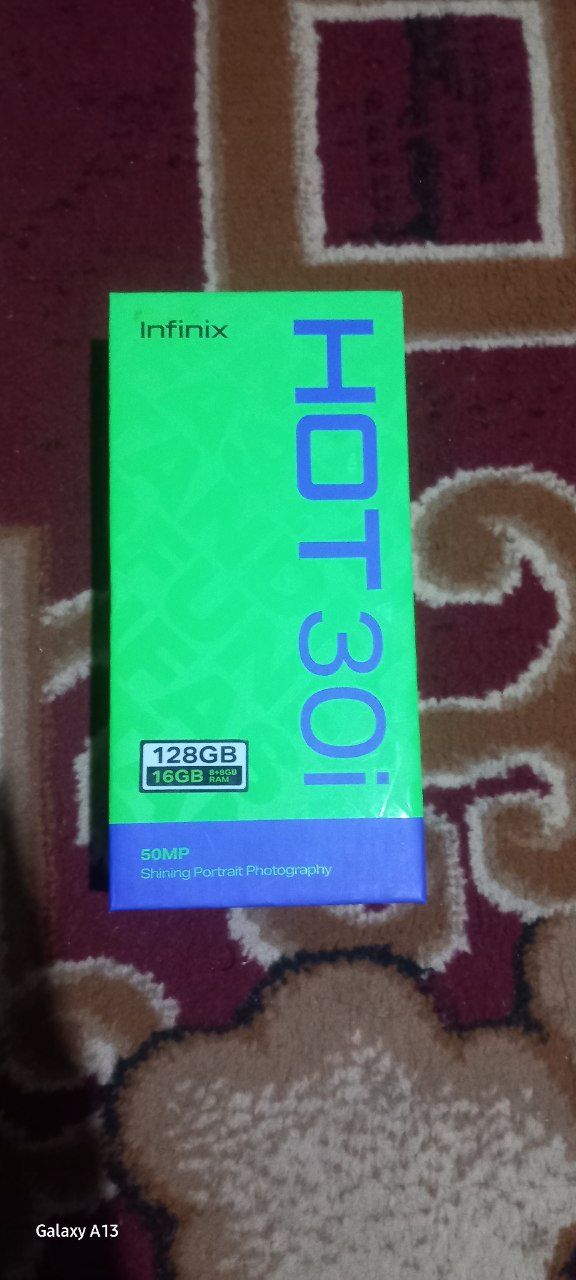 Infinix
HOT 30i
128GB
16GB 8+8GB RAM
50MP
Shining Portrait Photography
Galaxy A13